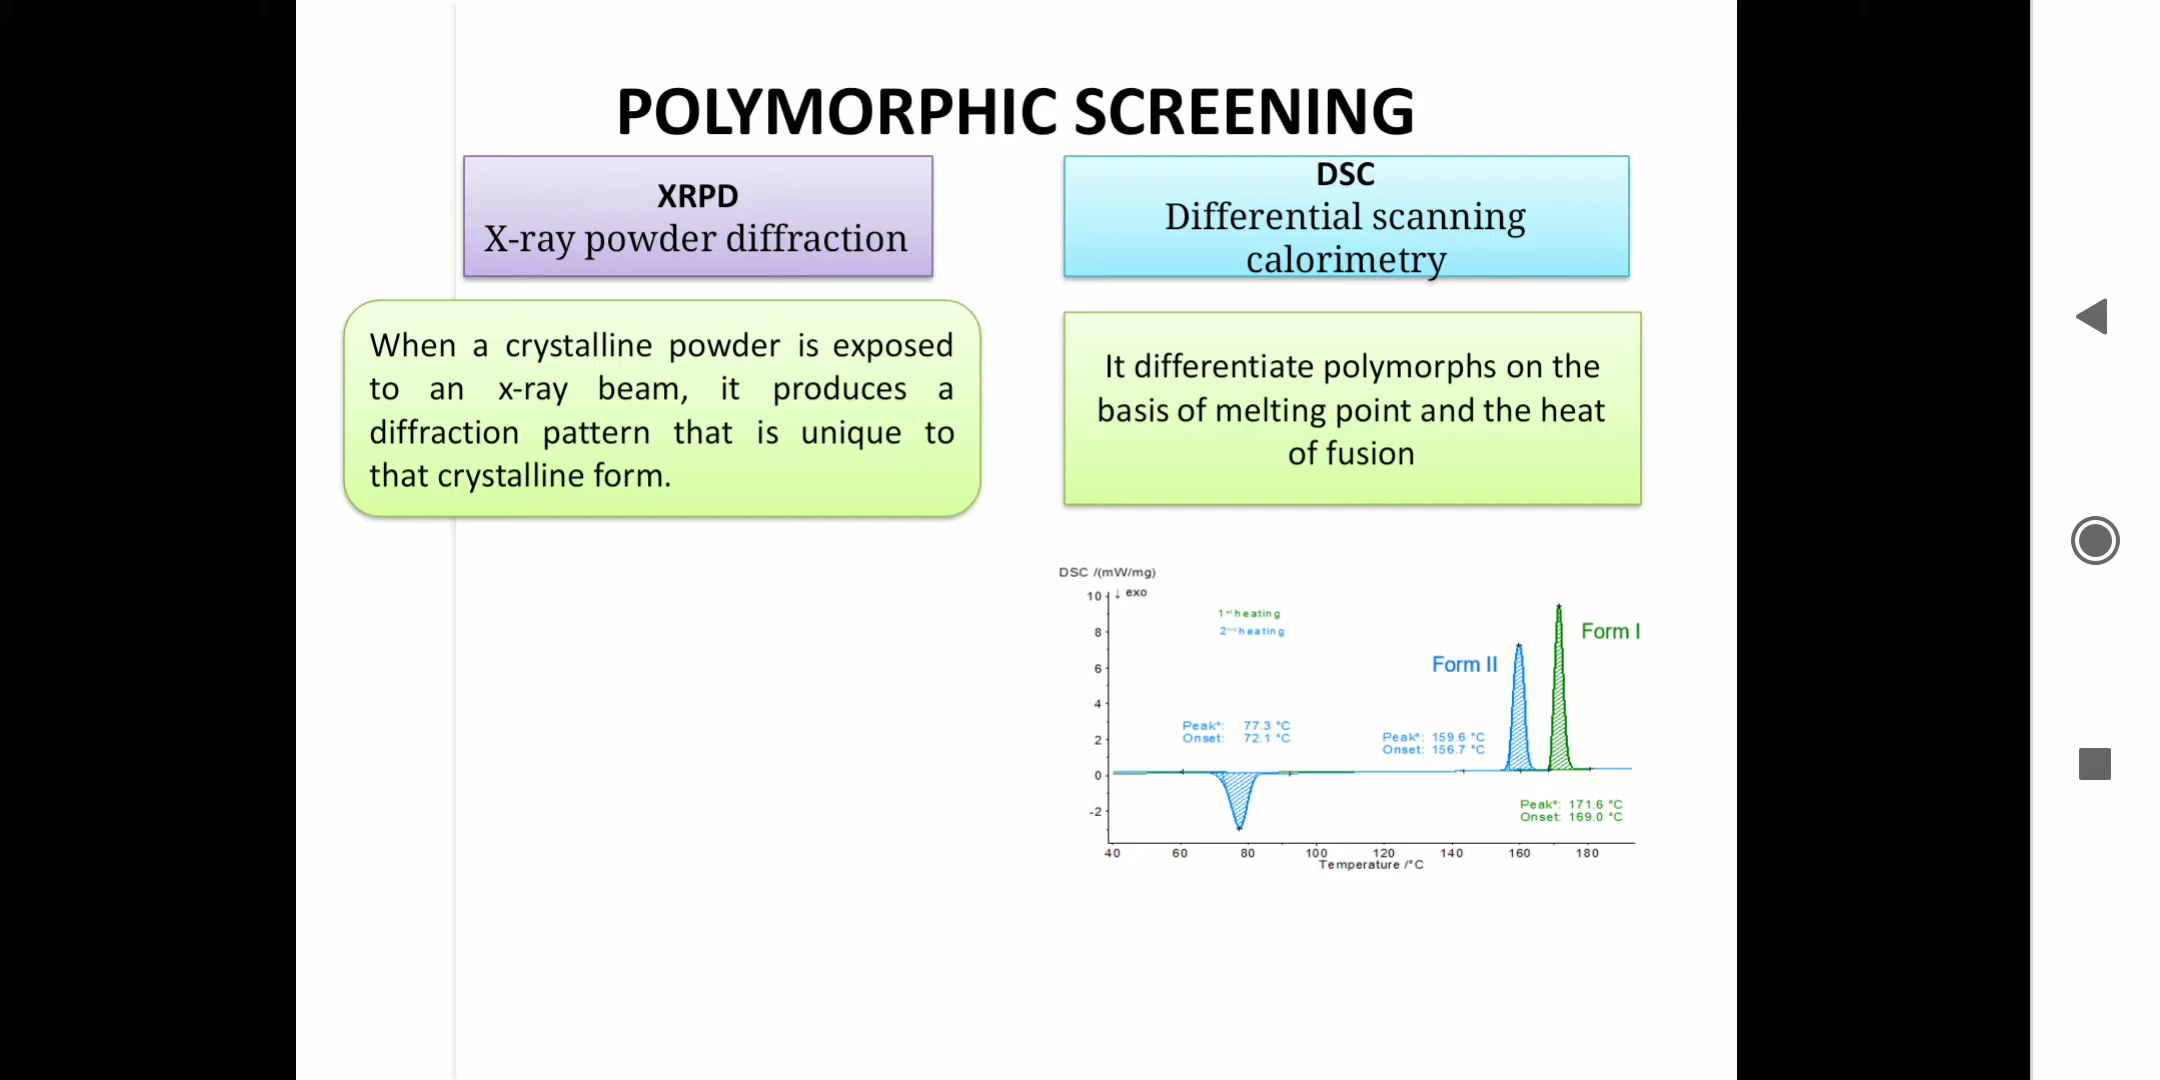 POLYMORPHIC SCREENING
XRPD
X-ray powder diffraction
DSC
Differential scanning
calorimetry
When a crystalline powder is exposed
to an x-ray beam, it produces a
diffraction pattern that is unique to
that crystalline form.
It differentiate polymorphs on the
basis of melting point and the heat
of fusion
DSC /(mW/mg)
↓ exo
10
8
6
4
2
0
-2
1st heating
2nd heating
Form I
Form II
Peak*: 77.3 °C
Onset: 72.1 °C
Peak*: 159.6 °C
Onset: 156.7 °C
Peak*: 171.6 °C
Onset: 169.0 °C
40 60 80 100 120 140 160 180
Temperature /°C